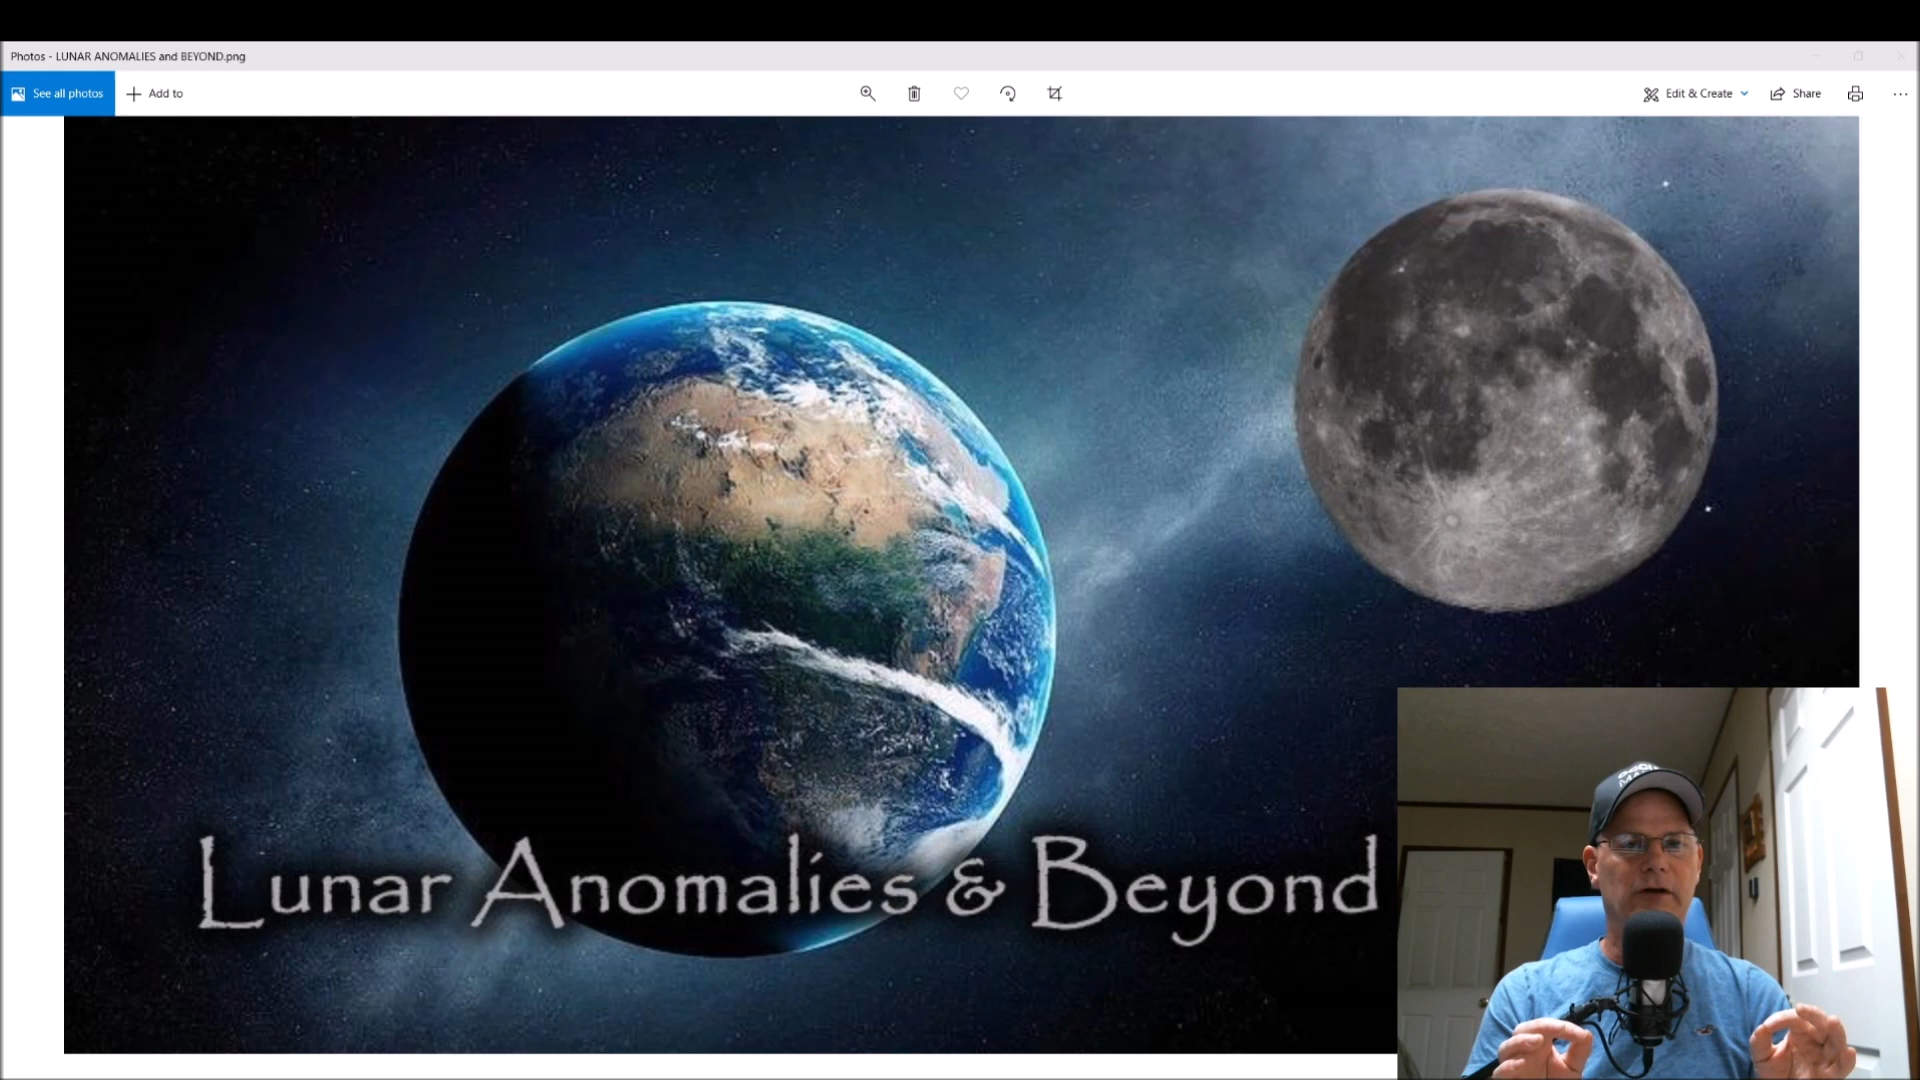 Photos - LUNAR ANOMALIES and BEYOND.png
See all photos
Add to
Edit & Create
Share
Lunar Anomalies & Beyond